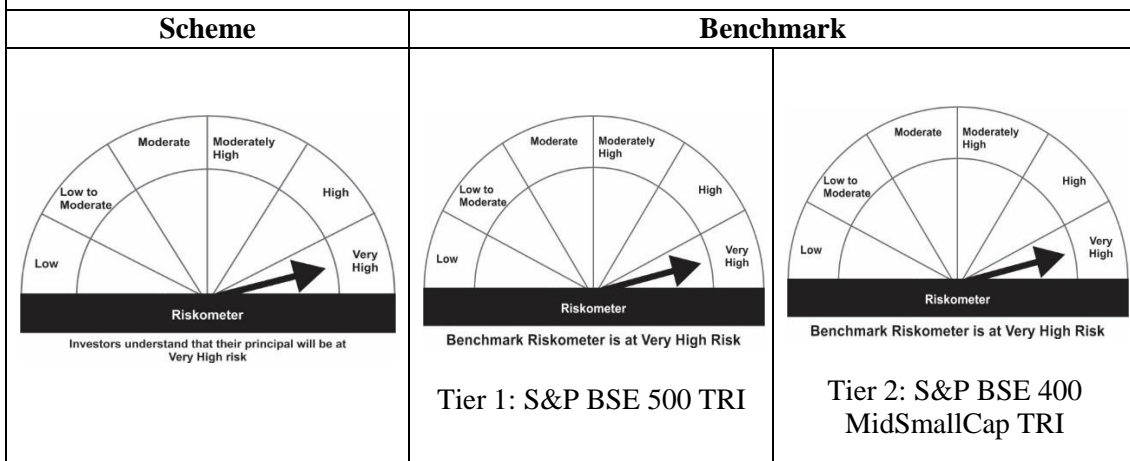 Scheme
Benchmark
Low
Low to
Moderate
Moderate
Moderately
High
High
Very
High
Riskometer
Investors understand that their principal will be at
Very High risk
Low
Low to
Moderate
Moderate
Moderately
High
High
Very
High
Riskometer
Benchmark Riskometer is at Very High Risk
Tier 1: S&P BSE 500 TRI
Low
Low to
Moderate
Moderate
Moderately
High
High
Very
High
Riskometer
Benchmark Riskometer is at Very High Risk
Tier 2: S&P BSE 400
MidSmallCap TRI